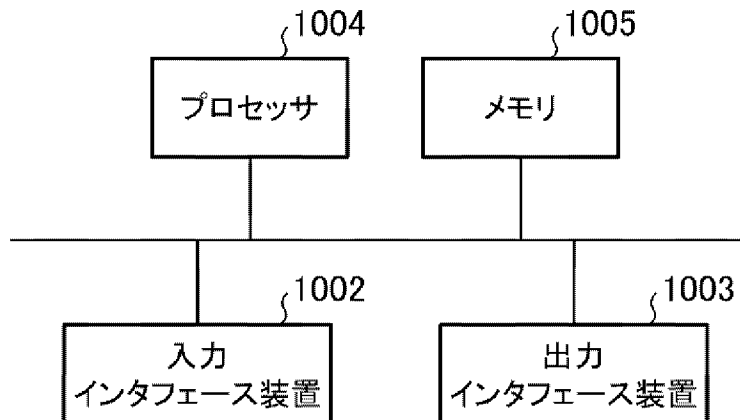 1004
1005
プロセッサ
メモリ
1002
1003
入力
インタフェース装置
出力
インタフェース装置